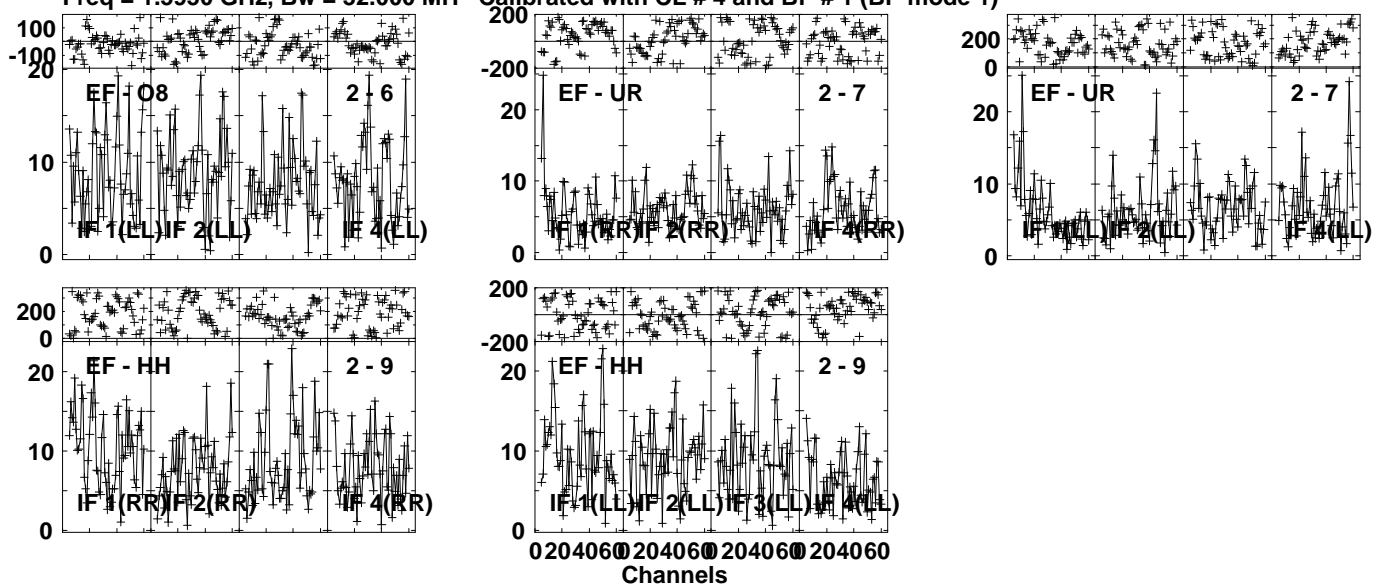 Freq = GHz, Bw = MH Calibrated with CL # 4 and BP # 1 (BP mode 1)
100
-100
200
-200
200
0
20
10
0
EF - O8 2 - 6
IF 1(LL) IF 2(LL) IF 4(LL)
20
10
0
EF - UR 2 - 7
IF 1(RR) IF 2(RR) IF 4(RR)
20
10
0
EF - UR 2 - 7
IF 1(LL) IF 2(LL) IF 4(LL)
200
0
200
-200
20
10
0
EF - HH 2 - 9
IF 1(RR) IF 2(RR) IF 4(RR)
20
10
0
EF - HH 2 - 9
IF 1(LL) IF 2(LL) IF 3(LL) IF 4(LL)
0 20 40 60 0 20 40 60 0 20 40 60 0 20 40 60
Channels